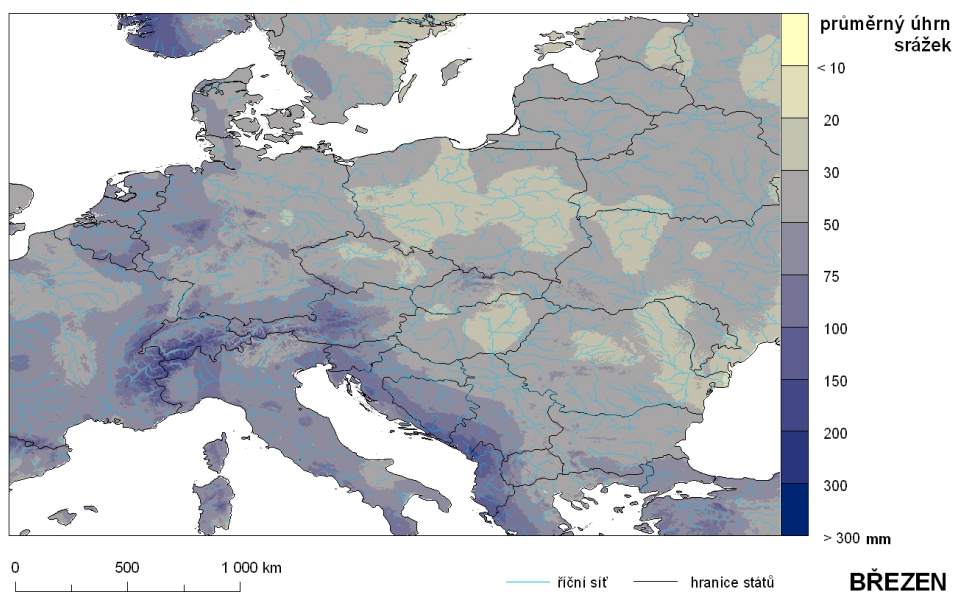 průměrný úhrn
srážek
< 10
20
30
50
75
100
150
200
300
> 300 mm
0 500 1 000 km
říční síť hranice států
BŘEZEN